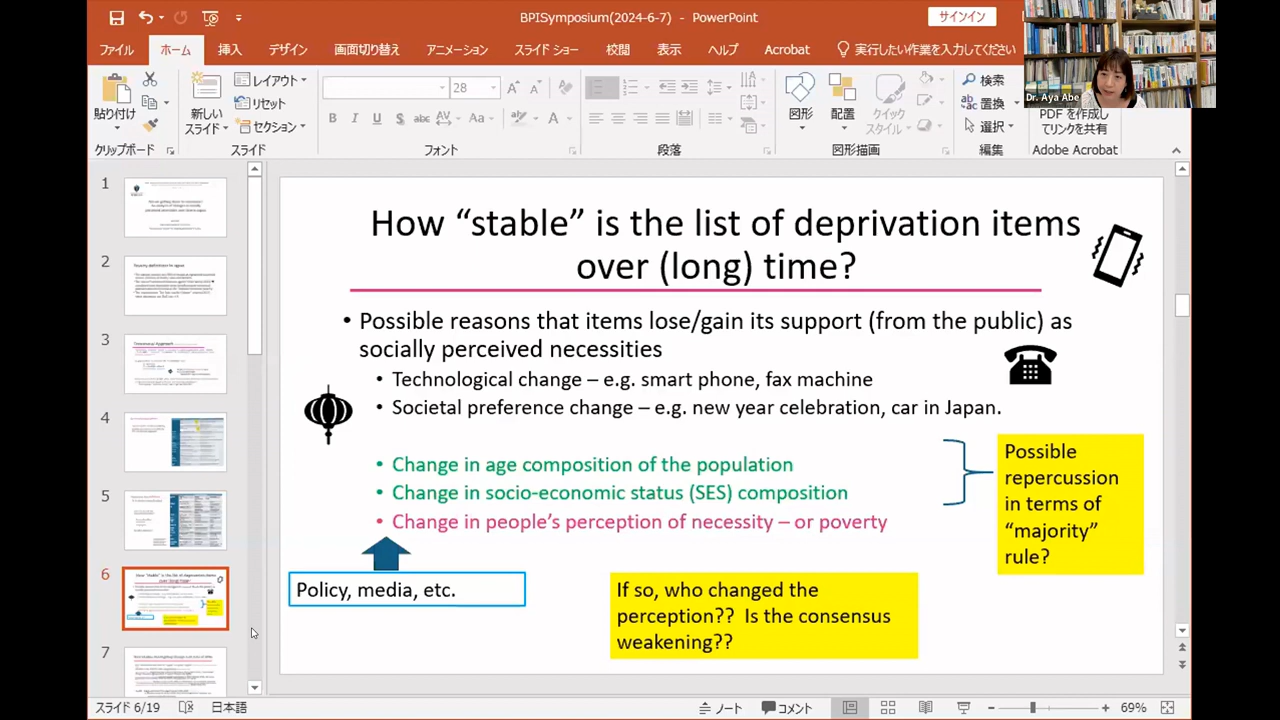 BPISymposium(2024-6-7) - PowerPoint
サインイン
ファイル ホーム 挿入 デザイン 画面切り替え アニメーション スライド ショー 校閲 表示 ヘルプ Acrobat 実行したい作業を入力してください
Dr. Aya Abe
貼り付け
新しい
スライド
レイアウト
リセット
セクション
28
図形
配置
クイック
スタイル
検索
置換
選択
PDF を作成し
てリンクを共有
クリップボード スライド フォント 段落 図形描画 編集 Adobe Acrobat
1
2
3
4
5
6
7
How “stable” is the list of deprivation items
over (long) time?
• Possible reasons that items lose/gain its support (from the public) as
socially perceived necessities
• Technological change – e.g. smart phone, fax machine
• Societal preference change – e.g. new year celebration, car in Japan.
• Change in age composition of the population
• Change in socio-economic status (SES) composition
• Change in people’s perception of necessity – or poverty
Possible
repercussion
in terms of
“majority”
rule?
Policy, media, etc.
If so, who changed the
perception?? Is the consensus
weakening??
スライド 6/19 日本語 ノート コメント 69%